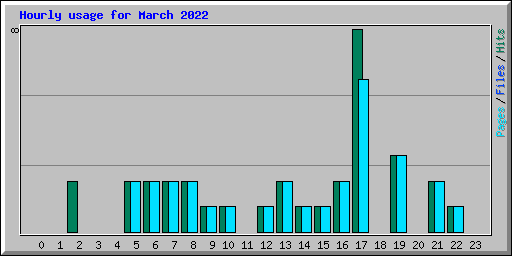 Hourly usage for March 2022
8
Pages/Files/Hits
0 1 2 3 4 5 6 7 8 9 10 11 12 13 14 15 16 17 18 19 20 21 22 23